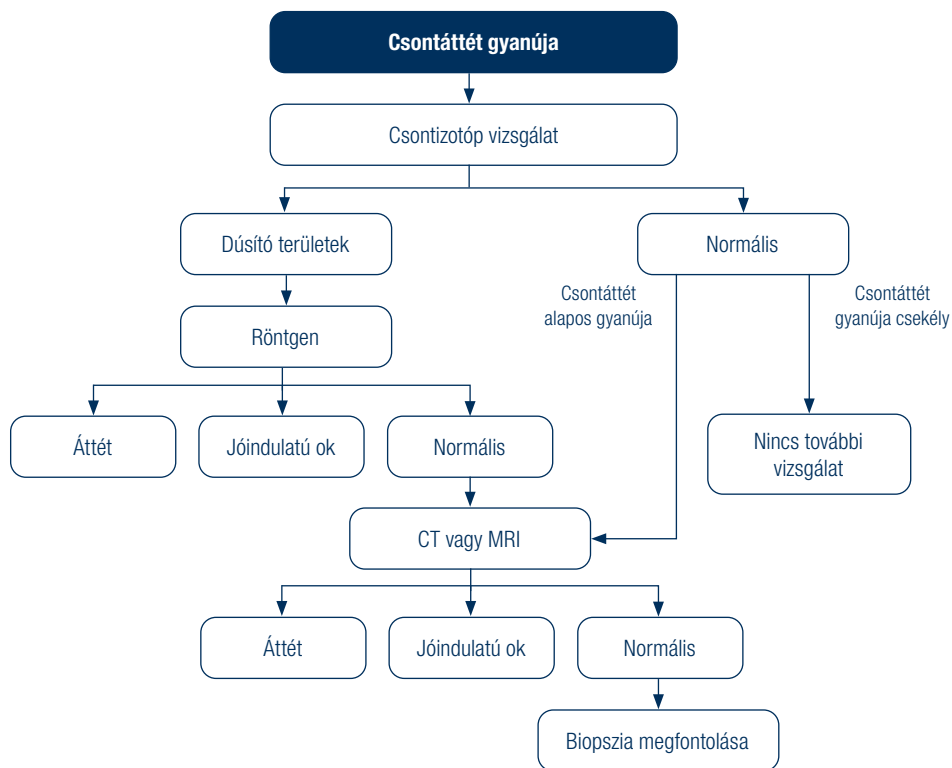 Csontáttét gyanúja
Csontizotóp vizsgálat
Dúsító területek
Normális
Csontáttét
alapos gyanúja
Csontáttét
gyanúja csekély
Röntgen
Áttét
Jóindulatú ok
Normális
Nincs további
vizsgálat
CT vagy MRI
Áttét
Jóindulatú ok
Normális
Biopszia megfontolása